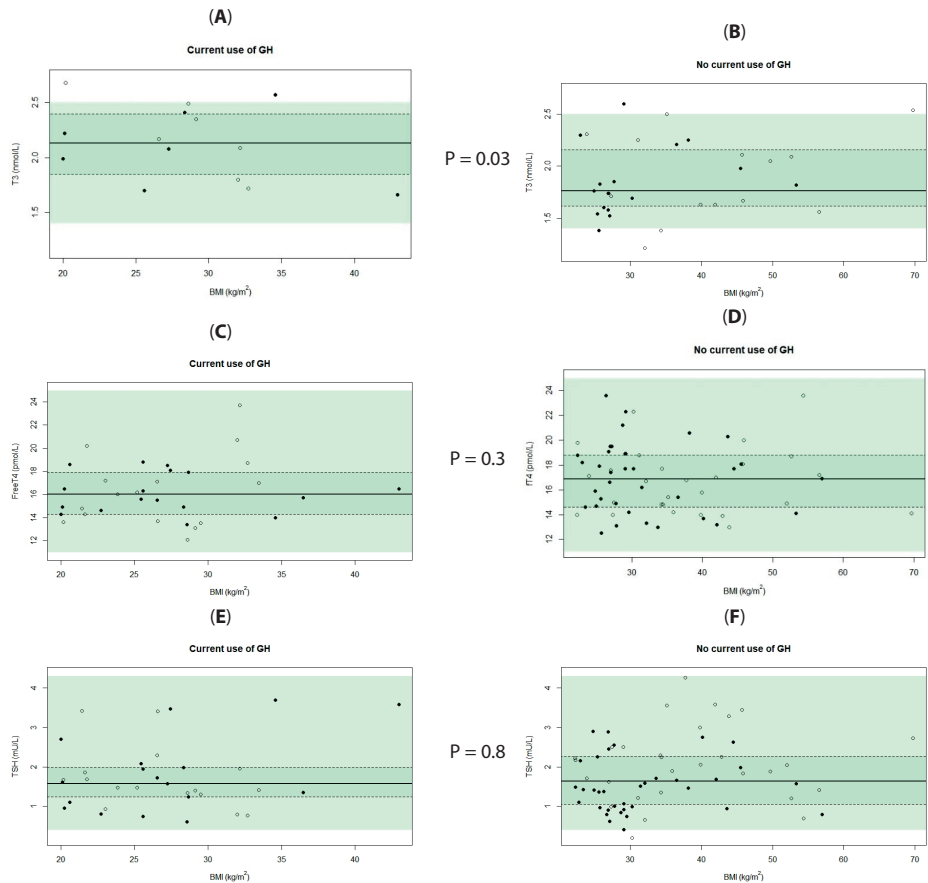 (A)
Current use of GH
T3 (nmol/L)
2.5
2.0
1.5
20 25 30 35 40
BMI (kg/m²)
P = 0.03
(B)
No current use of GH
T3 (nmol/L)
2.5
2.0
1.5
30 40 50 60 70
BMI (kg/m²)
(C)
Current use of GH
FreeT4 (pmol/L)
24
22
20
18
16
14
12
20 25 30 35 40
BMI (kg/m²)
P = 0.3
(D)
No current use of GH
fT4 (pmol/L)
24
22
20
18
16
14
12
30 40 50 60 70
BMI (kg/m²)
(E)
Current use of GH
TSH (mU/L)
4
3
2
1
20 25 30 35 40
BMI (kg/m²)
P = 0.8
(F)
No current use of GH
TSH (mU/L)
4
3
2
1
30 40 50 60 70
BMI (kg/m²)